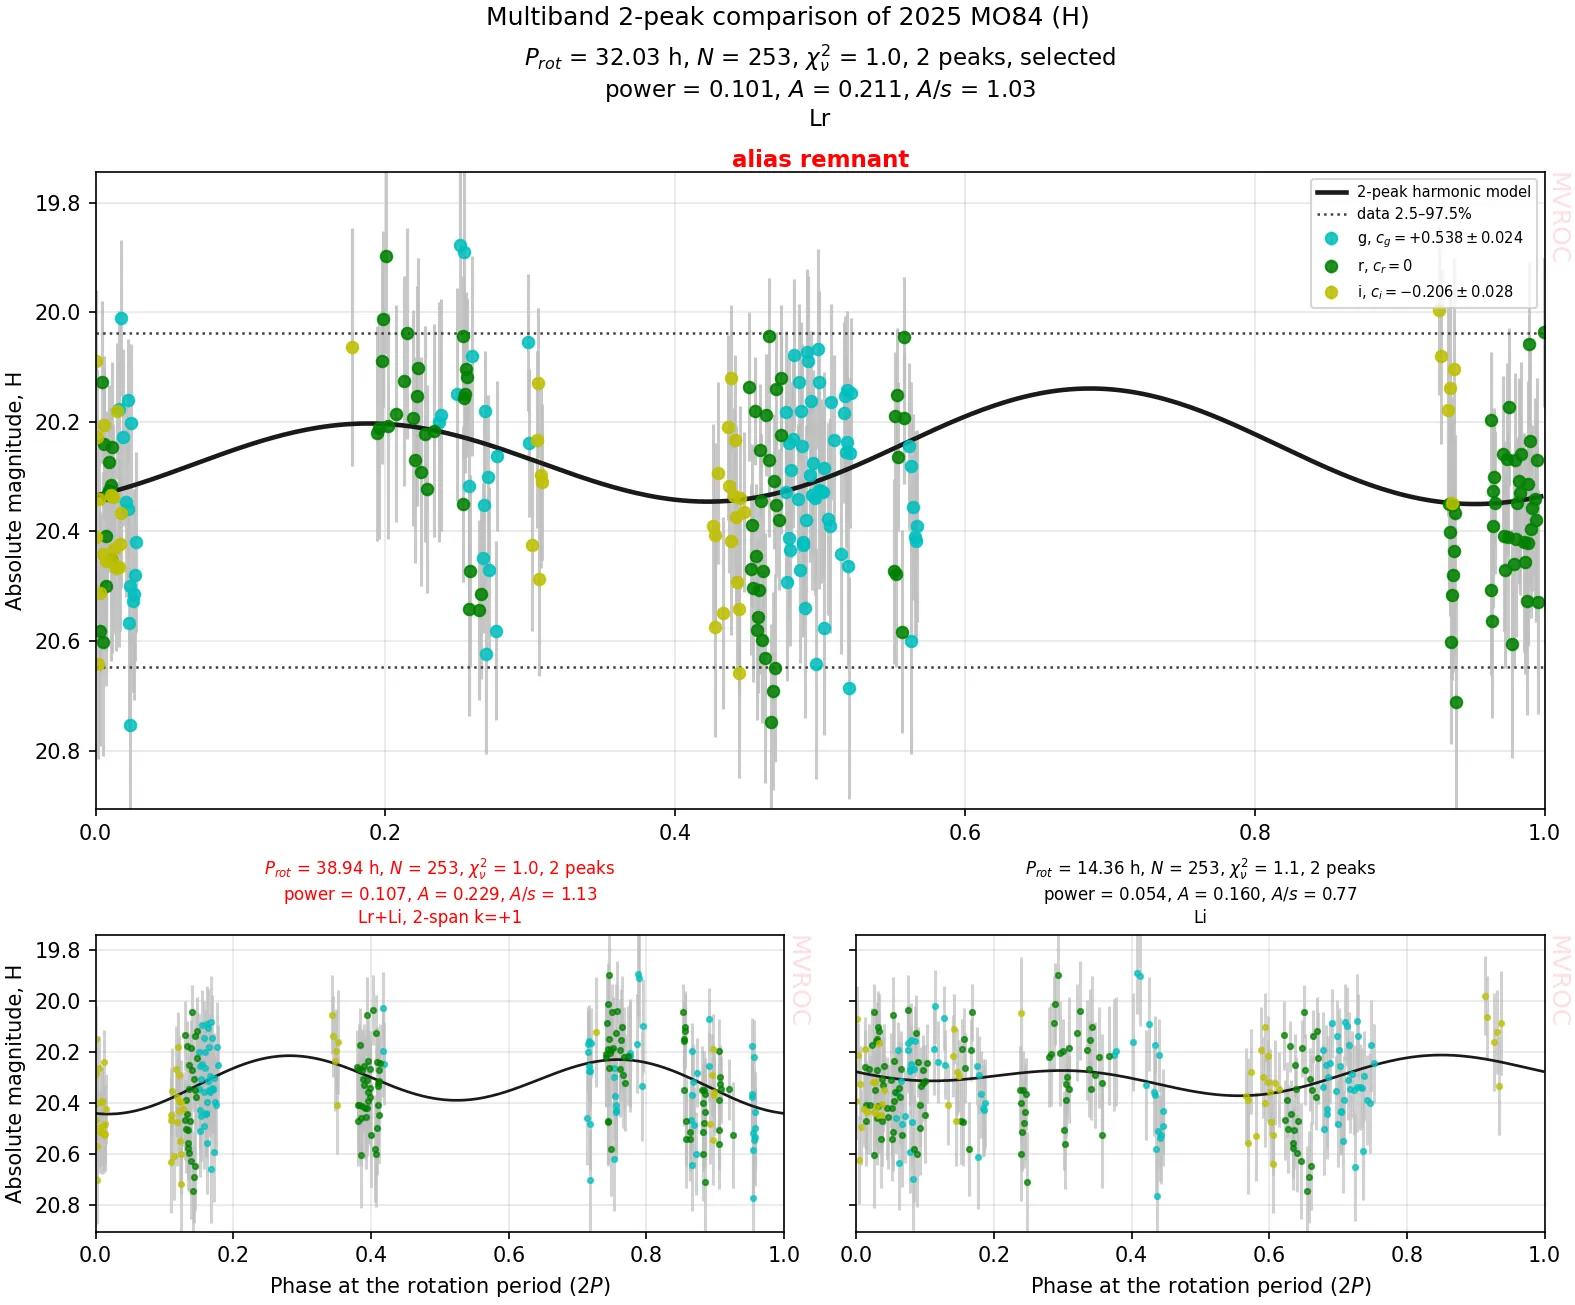 Multiband 2-peak comparison of 2025 MO84 (H)
P_rot = 32.03 h, N = 253, χ²_ν = 1.0, 2 peaks, selected
power = 0.101, A = 0.211, A/s = 1.03
Lr
alias remnant
MVROC
2-peak harmonic model
data 2.5–97.5%
g, c_g = +0.538 ± 0.024
r, c_r = 0
i, c_i = −0.206 ± 0.028
Absolute magnitude, H
19.8
20.0
20.2
20.4
20.6
20.8
0.0 0.2 0.4 0.6 0.8 1.0
P_rot = 38.94 h, N = 253, χ²_ν = 1.0, 2 peaks
power = 0.107, A = 0.229, A/s = 1.13
Lr+Li, 2-span k=+1
MVROC
Absolute magnitude, H
19.8
20.0
20.2
20.4
20.6
20.8
0.0 0.2 0.4 0.6 0.8 1.0
Phase at the rotation period (2P)
P_rot = 14.36 h, N = 253, χ²_ν = 1.1, 2 peaks
power = 0.054, A = 0.160, A/s = 0.77
Li
MVROC
0.0 0.2 0.4 0.6 0.8 1.0
Phase at the rotation period (2P)